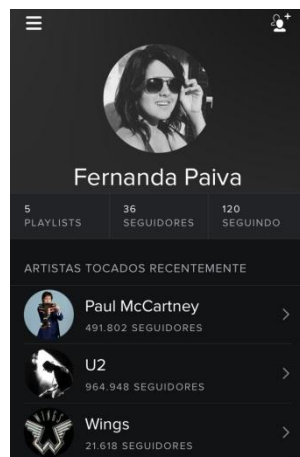 Fernanda Paiva
5 36 120
PLAYLISTS SEGUIDORES SEGUINDO
ARTISTAS TOCADOS RECENTEMENTE
Paul McCartney
491.802 SEGUIDORES
U2
964.948 SEGUIDORES
WINGS
Wings
21.618 SEGUIDORES